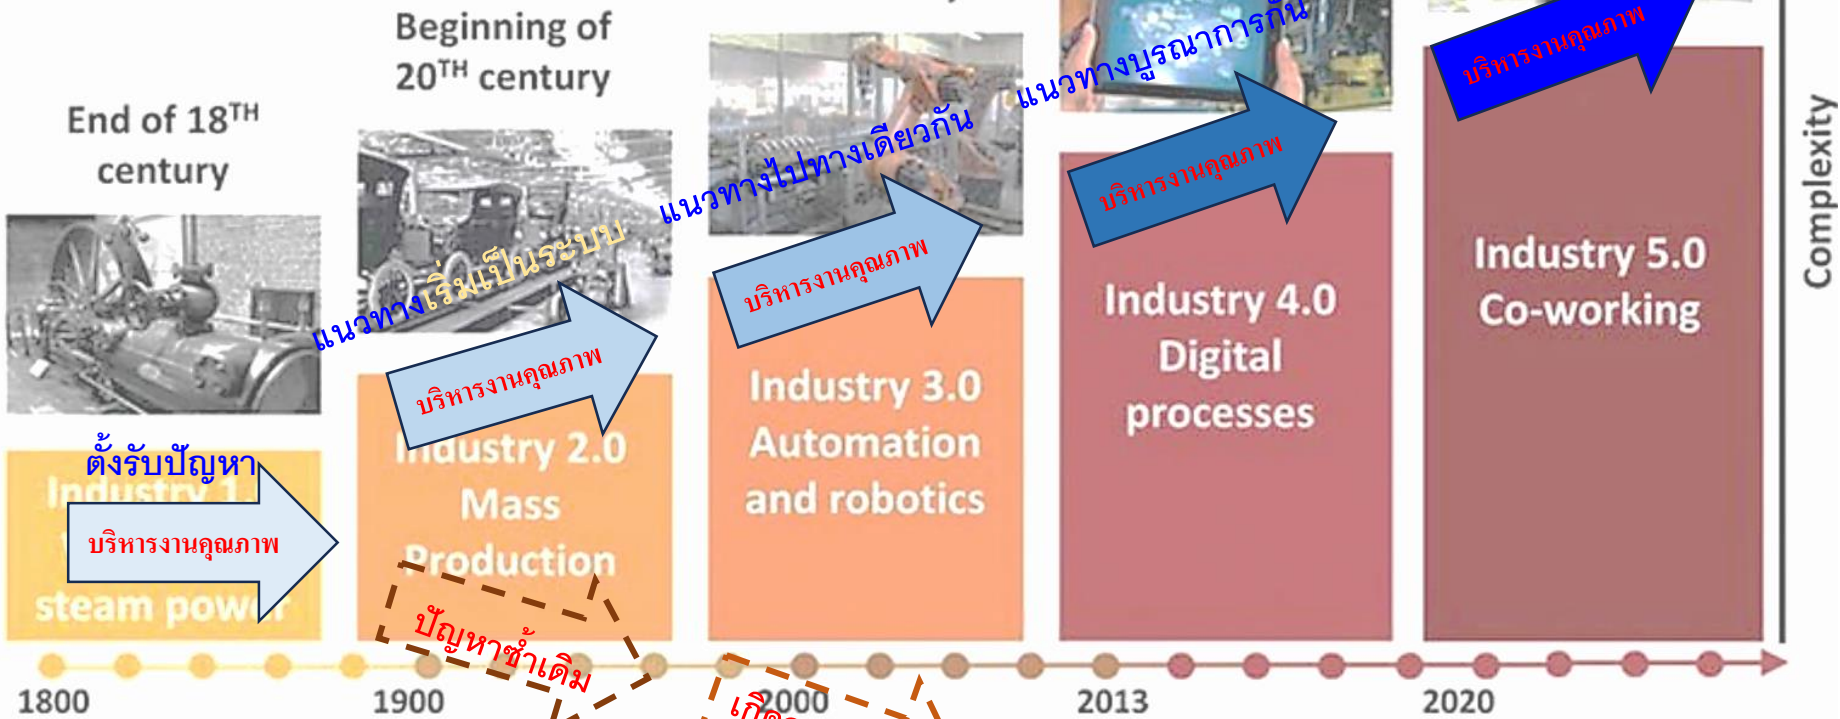 End of 18TH
century
Beginning of
20TH century
ตั้งรับปัญหา
แนวทางเริ่มเป็นระบบ
แนวทางไปทางเดียวกัน
แนวทางบูรณาการกัน
บริหารงานคุณภาพ
บริหารงานคุณภาพ
บริหารงานคุณภาพ
บริหารงานคุณภาพ
บริหารงานคุณภาพ
Industry 1.
steam power
Industry 2.0
Mass
Production
Industry 3.0
Automation
and robotics
Industry 4.0
Digital
processes
Industry 5.0
Co-working
Complexity
ปัญหาซ้ำเดิม
1800
1900
2000
2013
2020